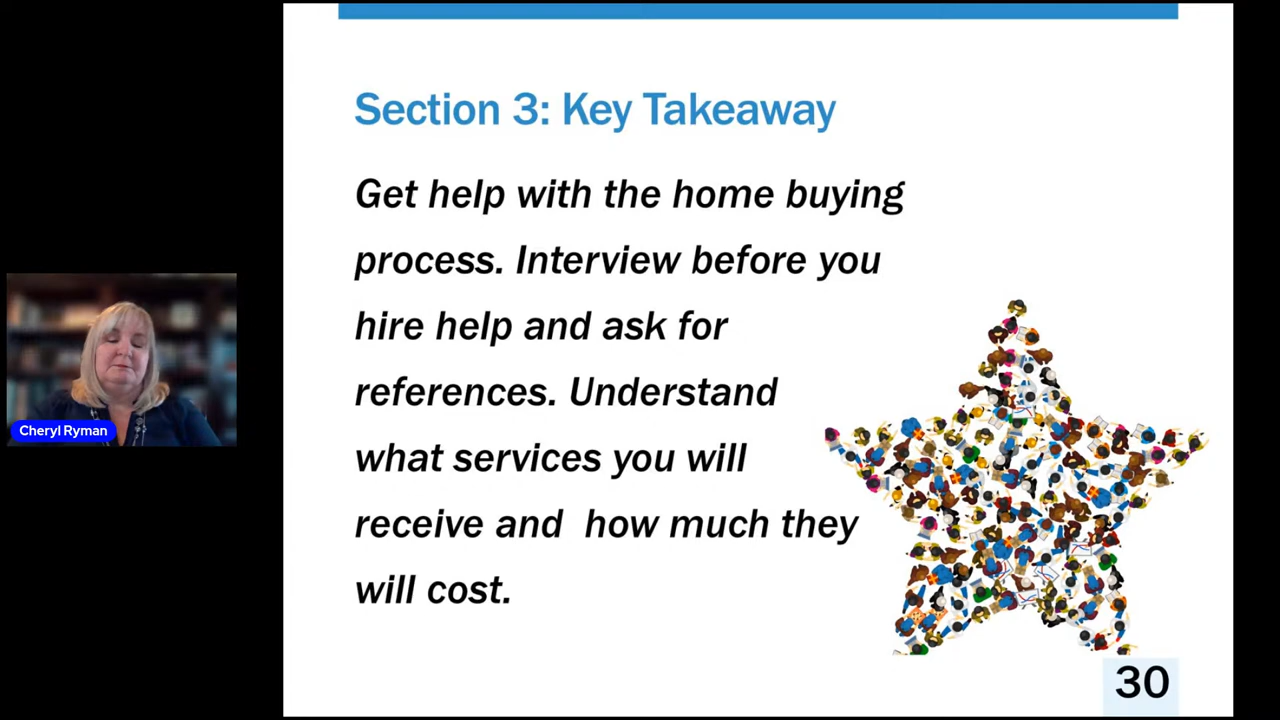 Section 3: Key Takeaway
Get help with the home buying
process. Interview before you
hire help and ask for
references. Understand
what services you will
receive and  how much they
will cost.
Cheryl Ryman
30